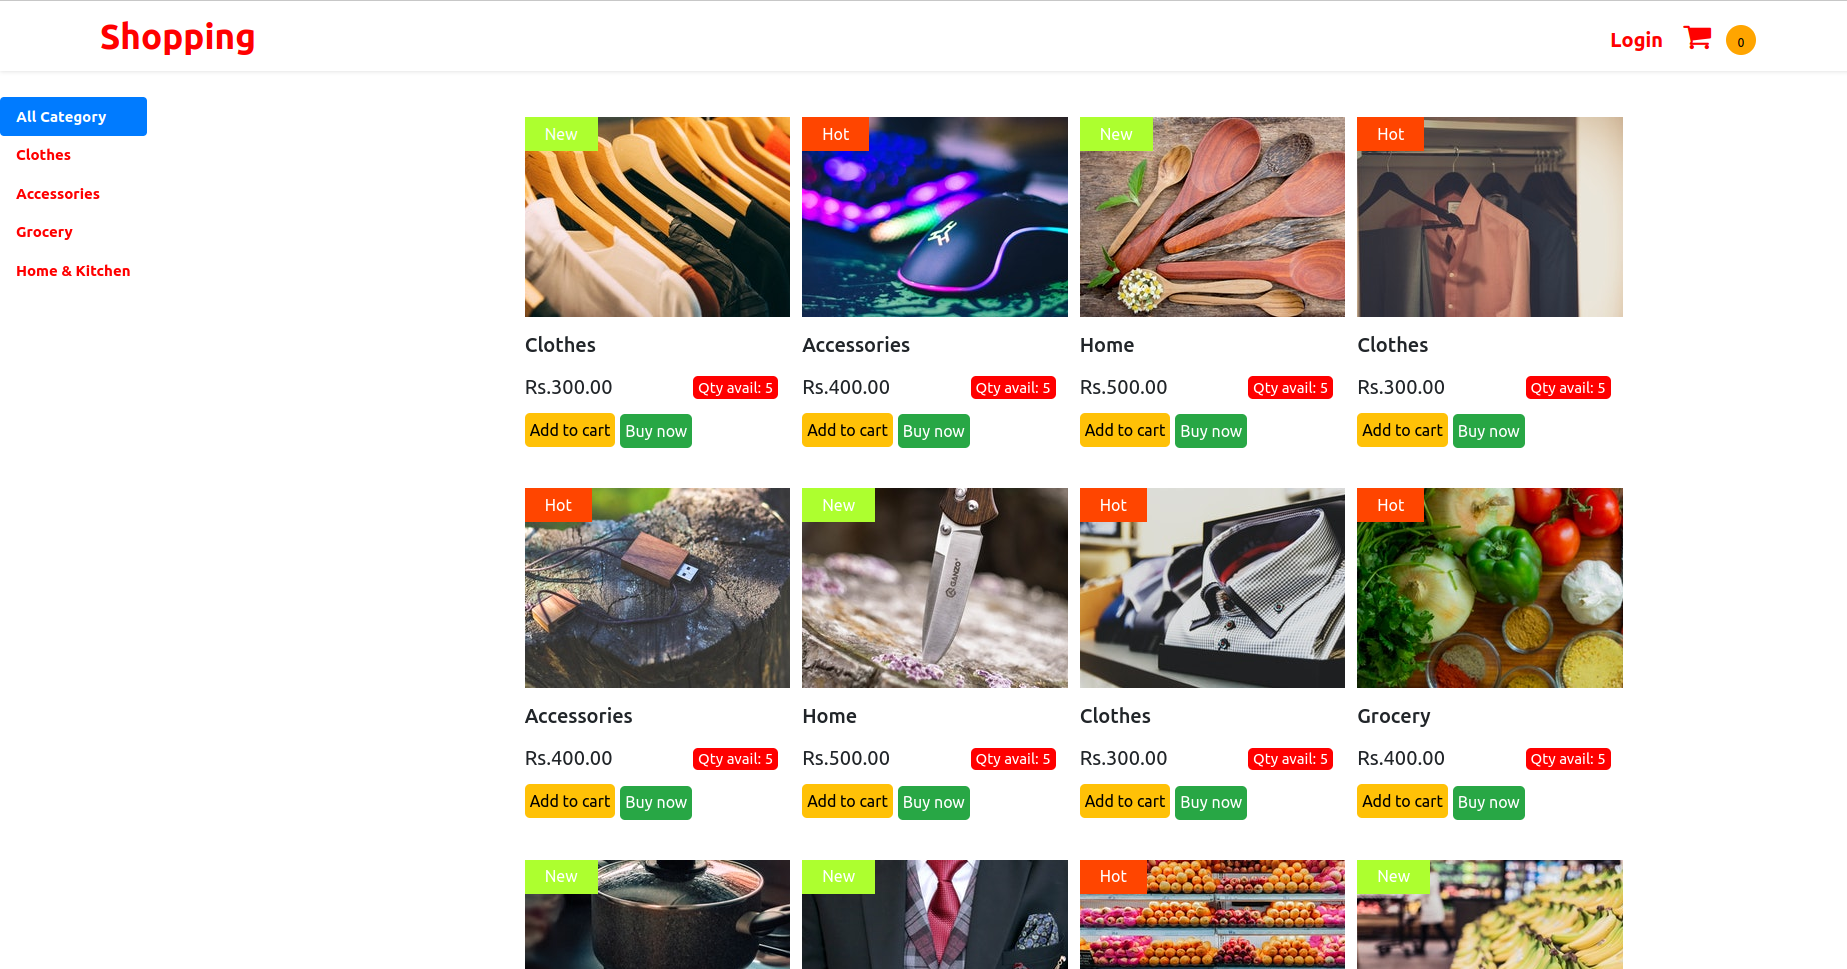 Shopping
Login
0
All Category
Clothes
Accessories
Grocery
Home & Kitchen
New
Hot
New
Hot
Clothes
Accessories
Home
Clothes
Rs.300.00 Qty avail: 5
Rs.400.00 Qty avail: 5
Rs.500.00 Qty avail: 5
Rs.300.00 Qty avail: 5
Add to cart Buy now
Add to cart Buy now
Add to cart Buy now
Add to cart Buy now
Hot
New
Hot
Hot
GANZO
Accessories
Home
Clothes
Grocery
Rs.400.00 Qty avail: 5
Rs.500.00 Qty avail: 5
Rs.300.00 Qty avail: 5
Rs.400.00 Qty avail: 5
Add to cart Buy now
Add to cart Buy now
Add to cart Buy now
Add to cart Buy now
New
New
Hot
New